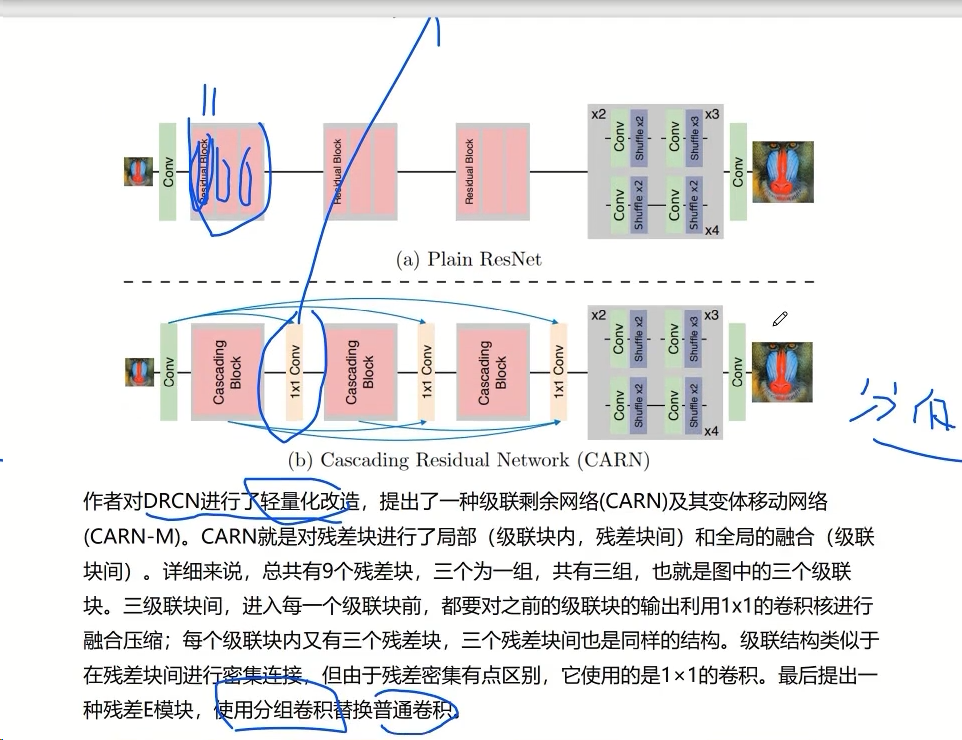 Conv
Residual Block
Residual Block
Residual Block
x2
Conv
Shuffle x2
Conv
Shuffle x3
x3
Conv
Shuffle x2
Conv
Shuffle x2
x4
Conv
(a) Plain ResNet
Conv
Cascading
Block
1x1 Conv
Cascading
Block
1x1 Conv
Cascading
Block
1x1 Conv
x2
Conv
Shuffle x2
Conv
Shuffle x3
x3
Conv
Shuffle x2
Conv
Shuffle x2
x4
Conv
(b) Cascading Residual Network (CARN)
作者对DRCN进行了轻量化改造，提出了一种级联剩余网络(CARN)及其变体移动网络
(CARN-M)。CARN就是对残差块进行了局部（级联块内，残差块间）和全局的融合（级联
块间）。详细来说，总共有9个残差块，三个为一组，共有三组，也就是图中的三个级联
块。三级联块间，进入每一个级联块前，都要对之前的级联块的输出利用1x1的卷积核进行
融合压缩；每个级联块内又有三个残差块，三个残差块间也是同样的结构。级联结构类似于
在残差块间进行密集连接，但由于残差密集有点区别，它使用的是1×1的卷积。最后提出一
种残差E模块，使用分组卷积替换普通卷积。